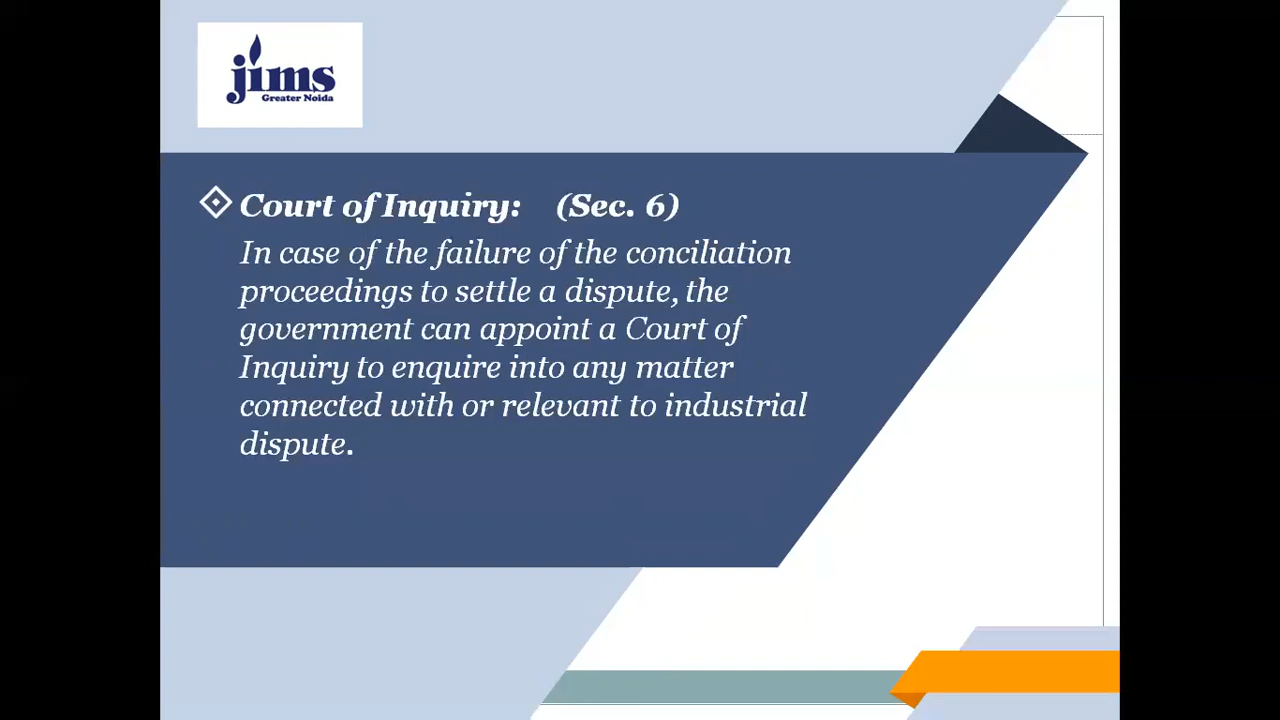 jims
Greater Noida
Court of Inquiry: (Sec. 6)
In case of the failure of the conciliation
proceedings to settle a dispute, the
government can appoint a Court of
Inquiry to enquire into any matter
connected with or relevant to industrial
dispute.